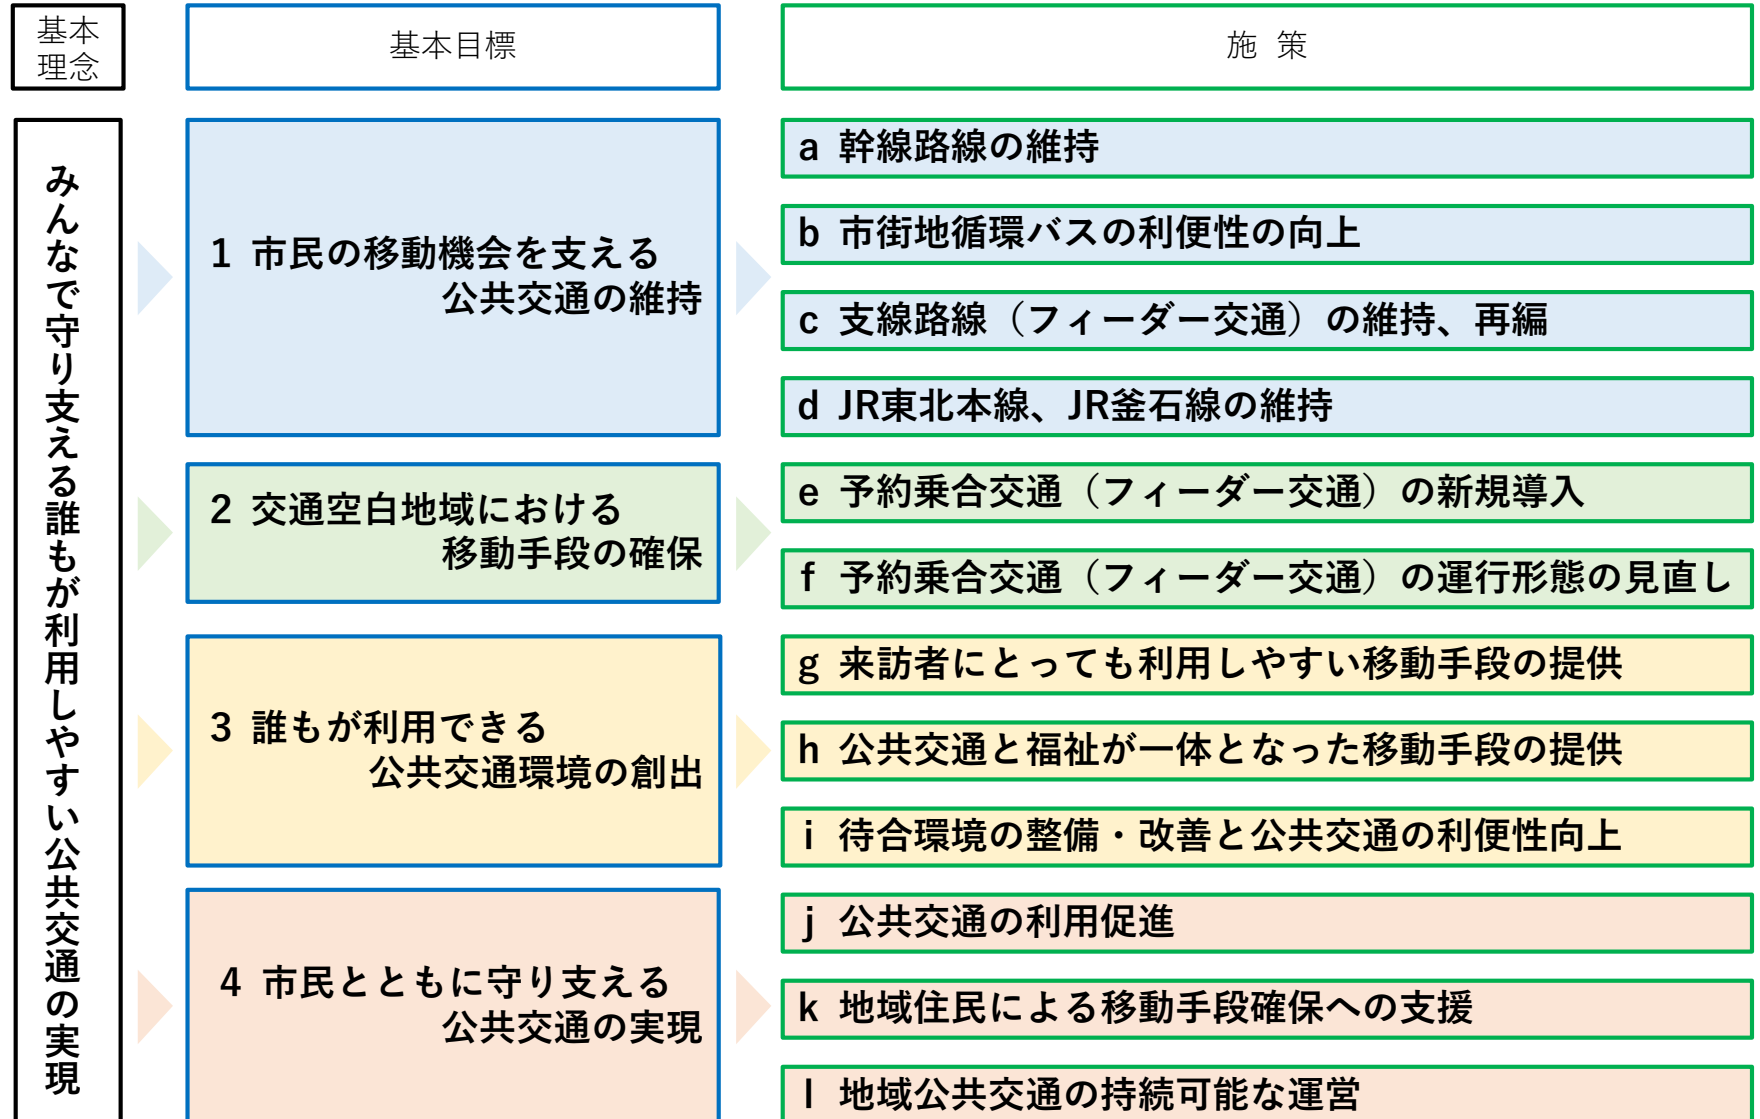 基本
理念
基本目標
施 策
みんなで守り支える誰もが利用しやすい公共交通の実現
1 市民の移動機会を支える
公共交通の維持
a 幹線路線の維持
b 市街地循環バスの利便性の向上
c 支線路線（フィーダー交通）の維持、再編
d JR東北本線、JR釜石線の維持
2 交通空白地域における
移動手段の確保
e 予約乗合交通（フィーダー交通）の新規導入
f 予約乗合交通（フィーダー交通）の運行形態の見直し
3 誰もが利用できる
公共交通環境の創出
g 来訪者にとっても利用しやすい移動手段の提供
h 公共交通と福祉が一体となった移動手段の提供
i 待合環境の整備・改善と公共交通の利便性向上
4 市民とともに守り支える
公共交通の実現
j 公共交通の利用促進
k 地域住民による移動手段確保への支援
l 地域公共交通の持続可能な運営